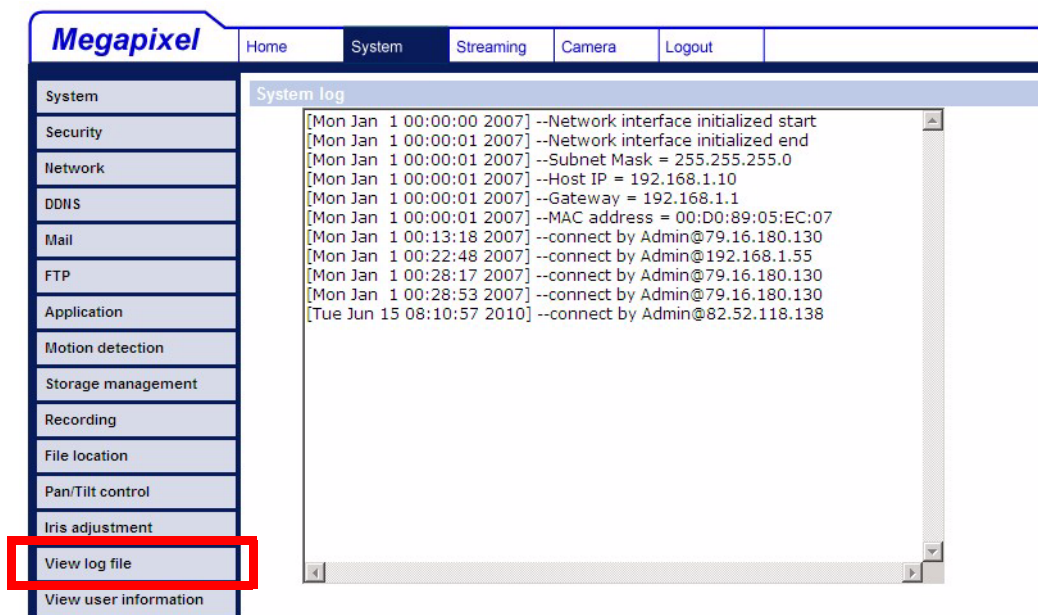 Megapixel
Home System Streaming Camera Logout
System
Security
Network
DDNS
Mail
FTP
Application
Motion detection
Storage management
Recording
File location
Pan/Tilt control
Iris adjustment
View log file
View user information
System log
[Mon Jan  1 00:00:00 2007] --Network interface initialized start
[Mon Jan  1 00:00:01 2007] --Network interface initialized end
[Mon Jan  1 00:00:01 2007] --Subnet Mask = 255.255.255.0
[Mon Jan  1 00:00:01 2007] --Host IP = 192.168.1.10
[Mon Jan  1 00:00:01 2007] --Gateway = 192.168.1.1
[Mon Jan  1 00:00:01 2007] --MAC address = 00:D0:89:05:EC:07
[Mon Jan  1 00:13:18 2007] --connect by Admin@79.16.180.130
[Mon Jan  1 00:22:48 2007] --connect by Admin@192.168.1.55
[Mon Jan  1 00:28:17 2007] --connect by Admin@79.16.180.130
[Mon Jan  1 00:28:53 2007] --connect by Admin@79.16.180.130
[Tue Jun 15 08:10:57 2010] --connect by Admin@82.52.118.138